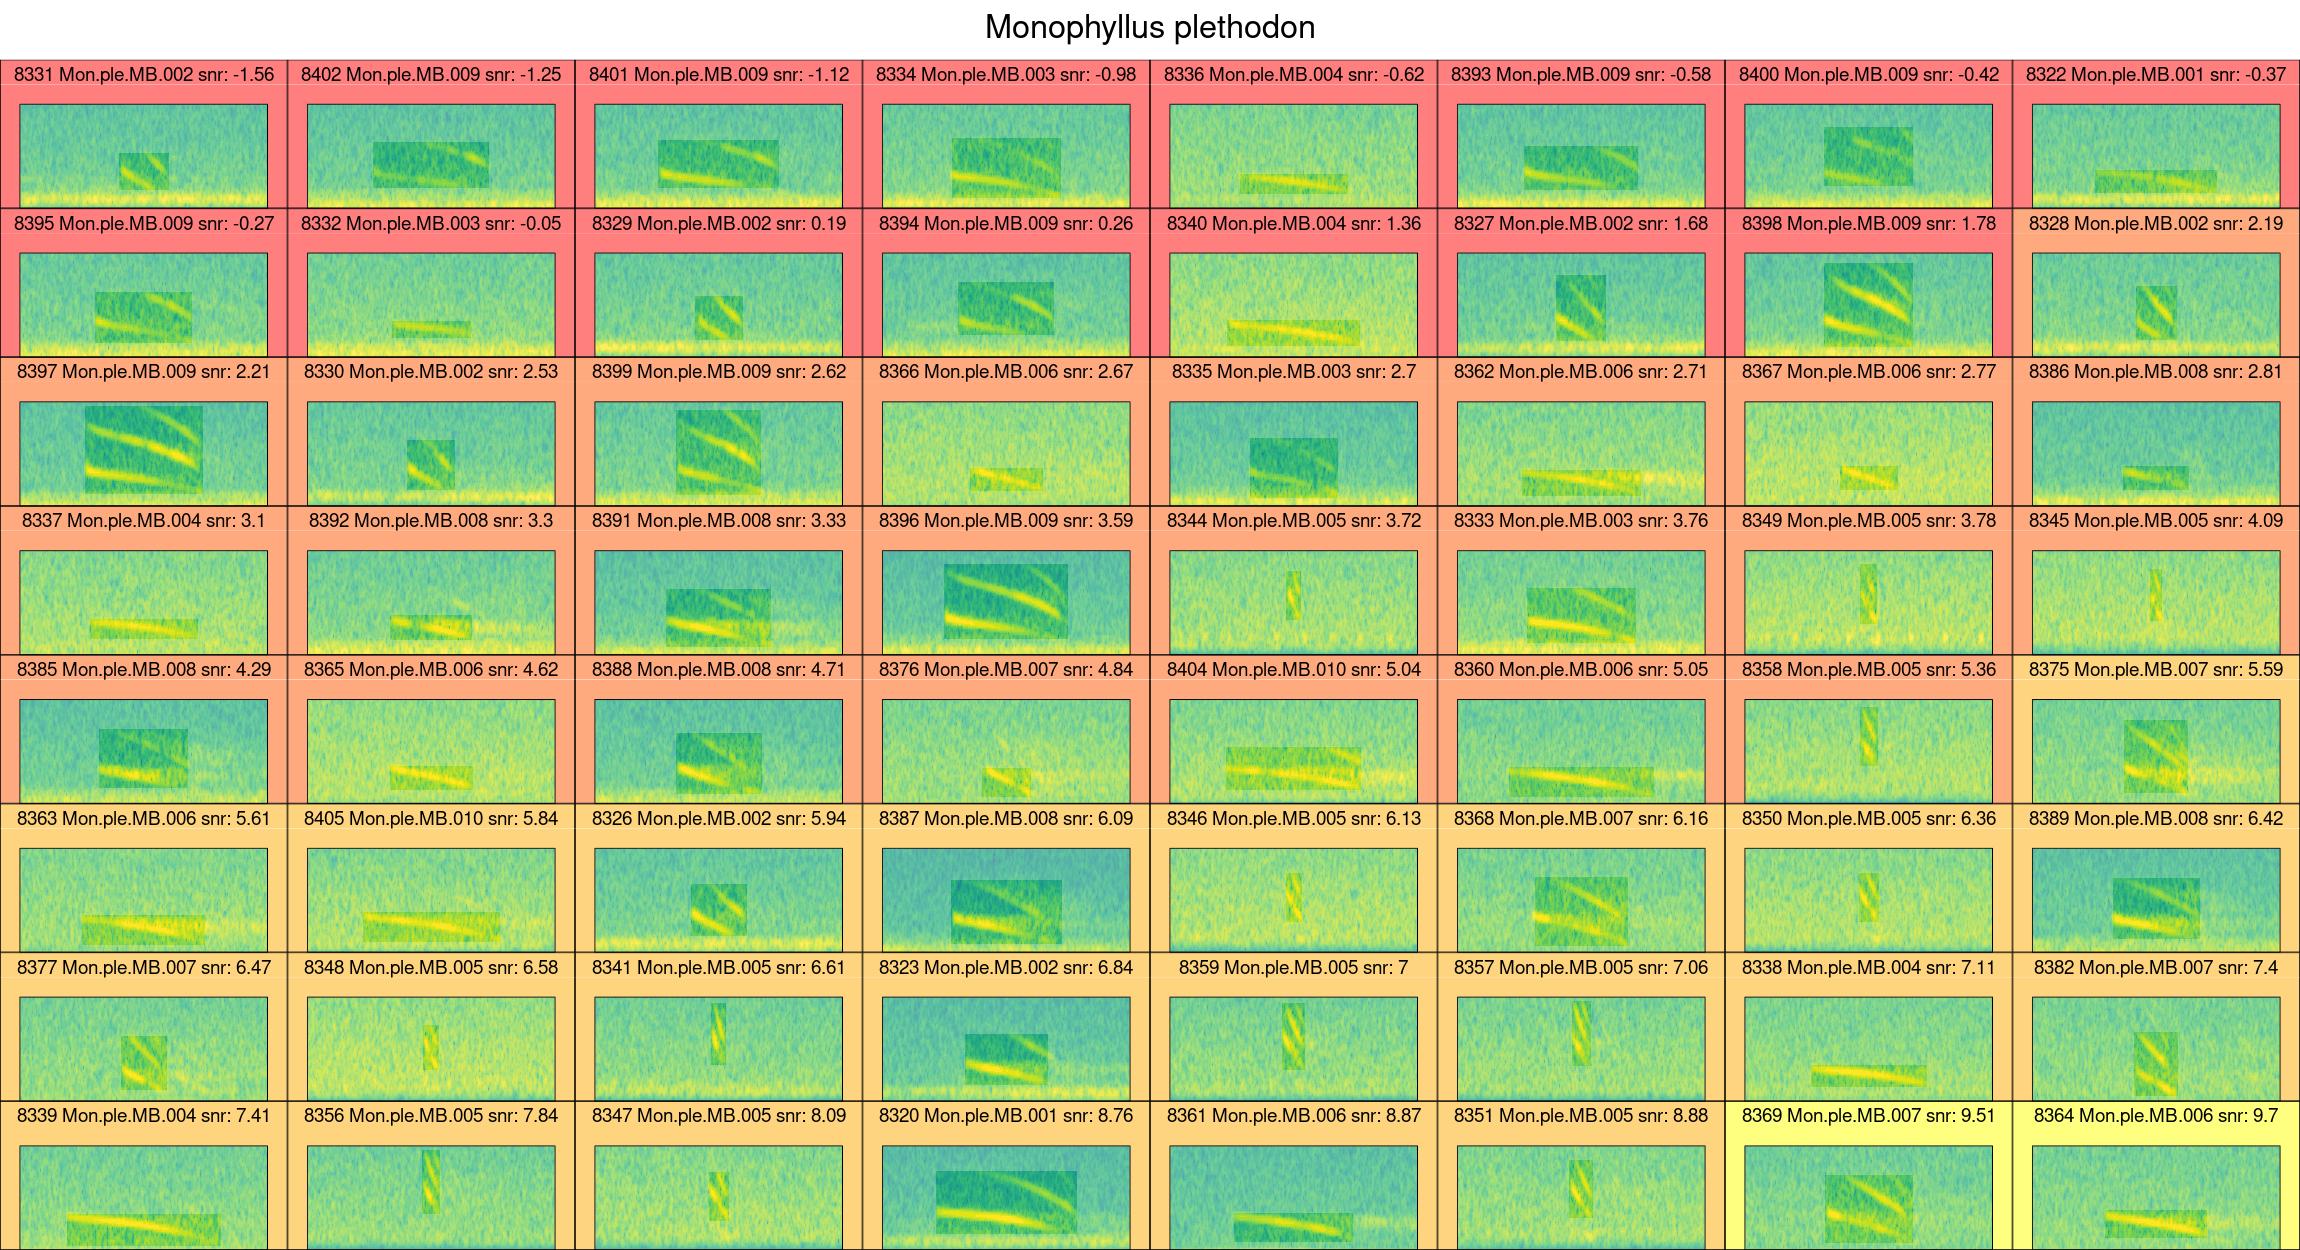 Monophyllus plethodon
8331 Mon.ple.MB.002 snr: -1.56
8402 Mon.ple.MB.009 snr: -1.25
8401 Mon.ple.MB.009 snr: -1.12
8334 Mon.ple.MB.003 snr: -0.98
8336 Mon.ple.MB.004 snr: -0.62
8393 Mon.ple.MB.009 snr: -0.58
8400 Mon.ple.MB.009 snr: -0.42
8322 Mon.ple.MB.001 snr: -0.37
8395 Mon.ple.MB.009 snr: -0.27
8332 Mon.ple.MB.003 snr: -0.05
8329 Mon.ple.MB.002 snr: 0.19
8394 Mon.ple.MB.009 snr: 0.26
8340 Mon.ple.MB.004 snr: 1.36
8327 Mon.ple.MB.002 snr: 1.68
8398 Mon.ple.MB.009 snr: 1.78
8328 Mon.ple.MB.002 snr: 2.19
8397 Mon.ple.MB.009 snr: 2.21
8330 Mon.ple.MB.002 snr: 2.53
8399 Mon.ple.MB.009 snr: 2.62
8366 Mon.ple.MB.006 snr: 2.67
8335 Mon.ple.MB.003 snr: 2.7
8362 Mon.ple.MB.006 snr: 2.71
8367 Mon.ple.MB.006 snr: 2.77
8386 Mon.ple.MB.008 snr: 2.81
8337 Mon.ple.MB.004 snr: 3.1
8392 Mon.ple.MB.008 snr: 3.3
8391 Mon.ple.MB.008 snr: 3.33
8396 Mon.ple.MB.009 snr: 3.59
8344 Mon.ple.MB.005 snr: 3.72
8333 Mon.ple.MB.003 snr: 3.76
8349 Mon.ple.MB.005 snr: 3.78
8345 Mon.ple.MB.005 snr: 4.09
8385 Mon.ple.MB.008 snr: 4.29
8365 Mon.ple.MB.006 snr: 4.62
8388 Mon.ple.MB.008 snr: 4.71
8376 Mon.ple.MB.007 snr: 4.84
8404 Mon.ple.MB.010 snr: 5.04
8360 Mon.ple.MB.006 snr: 5.05
8358 Mon.ple.MB.005 snr: 5.36
8375 Mon.ple.MB.007 snr: 5.59
8363 Mon.ple.MB.006 snr: 5.61
8405 Mon.ple.MB.010 snr: 5.84
8326 Mon.ple.MB.002 snr: 5.94
8387 Mon.ple.MB.008 snr: 6.09
8346 Mon.ple.MB.005 snr: 6.13
8368 Mon.ple.MB.007 snr: 6.16
8350 Mon.ple.MB.005 snr: 6.36
8389 Mon.ple.MB.008 snr: 6.42
8377 Mon.ple.MB.007 snr: 6.47
8348 Mon.ple.MB.005 snr: 6.58
8341 Mon.ple.MB.005 snr: 6.61
8323 Mon.ple.MB.002 snr: 6.84
8359 Mon.ple.MB.005 snr: 7
8357 Mon.ple.MB.005 snr: 7.06
8338 Mon.ple.MB.004 snr: 7.11
8382 Mon.ple.MB.007 snr: 7.4
8339 Mon.ple.MB.004 snr: 7.41
8356 Mon.ple.MB.005 snr: 7.84
8347 Mon.ple.MB.005 snr: 8.09
8320 Mon.ple.MB.001 snr: 8.76
8361 Mon.ple.MB.006 snr: 8.87
8351 Mon.ple.MB.005 snr: 8.88
8369 Mon.ple.MB.007 snr: 9.51
8364 Mon.ple.MB.006 snr: 9.7